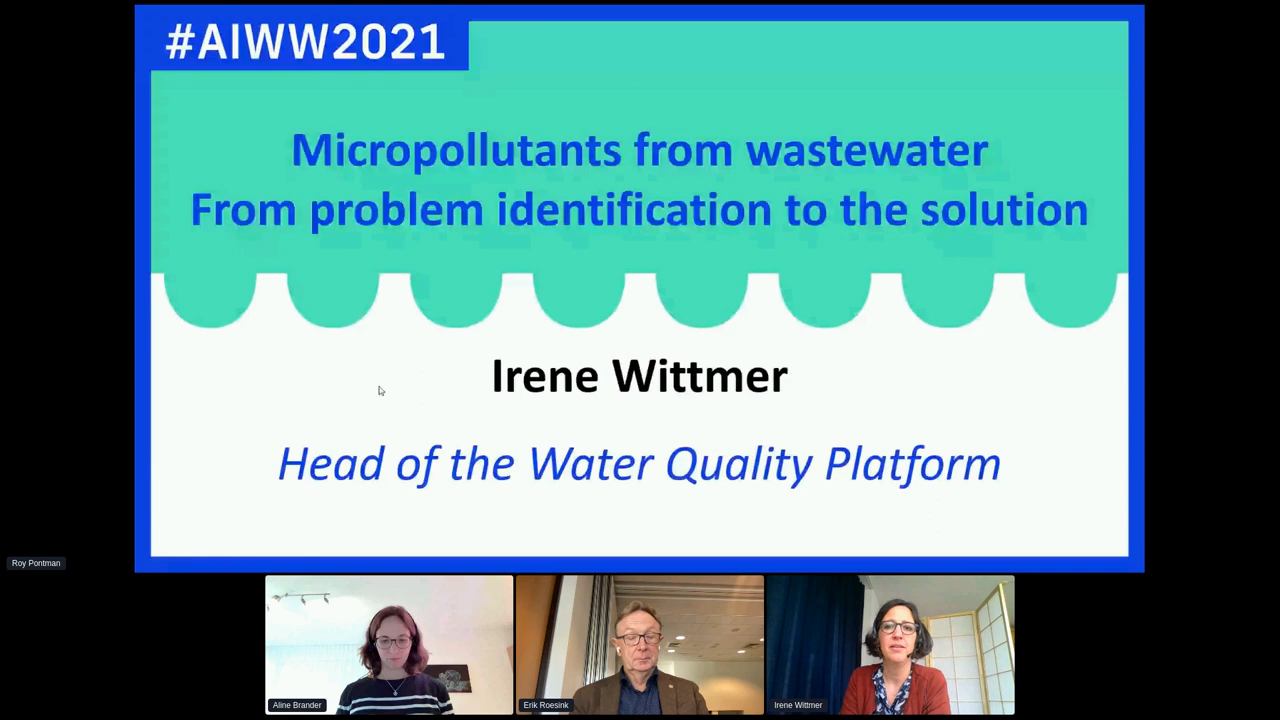 #AIWW2021
Micropollutants from wastewater
From problem identification to the solution
Irene Wittmer
Head of the Water Quality Platform
Roy Pontman
Aline Brander
Erik Roesink
Irene Wittmer